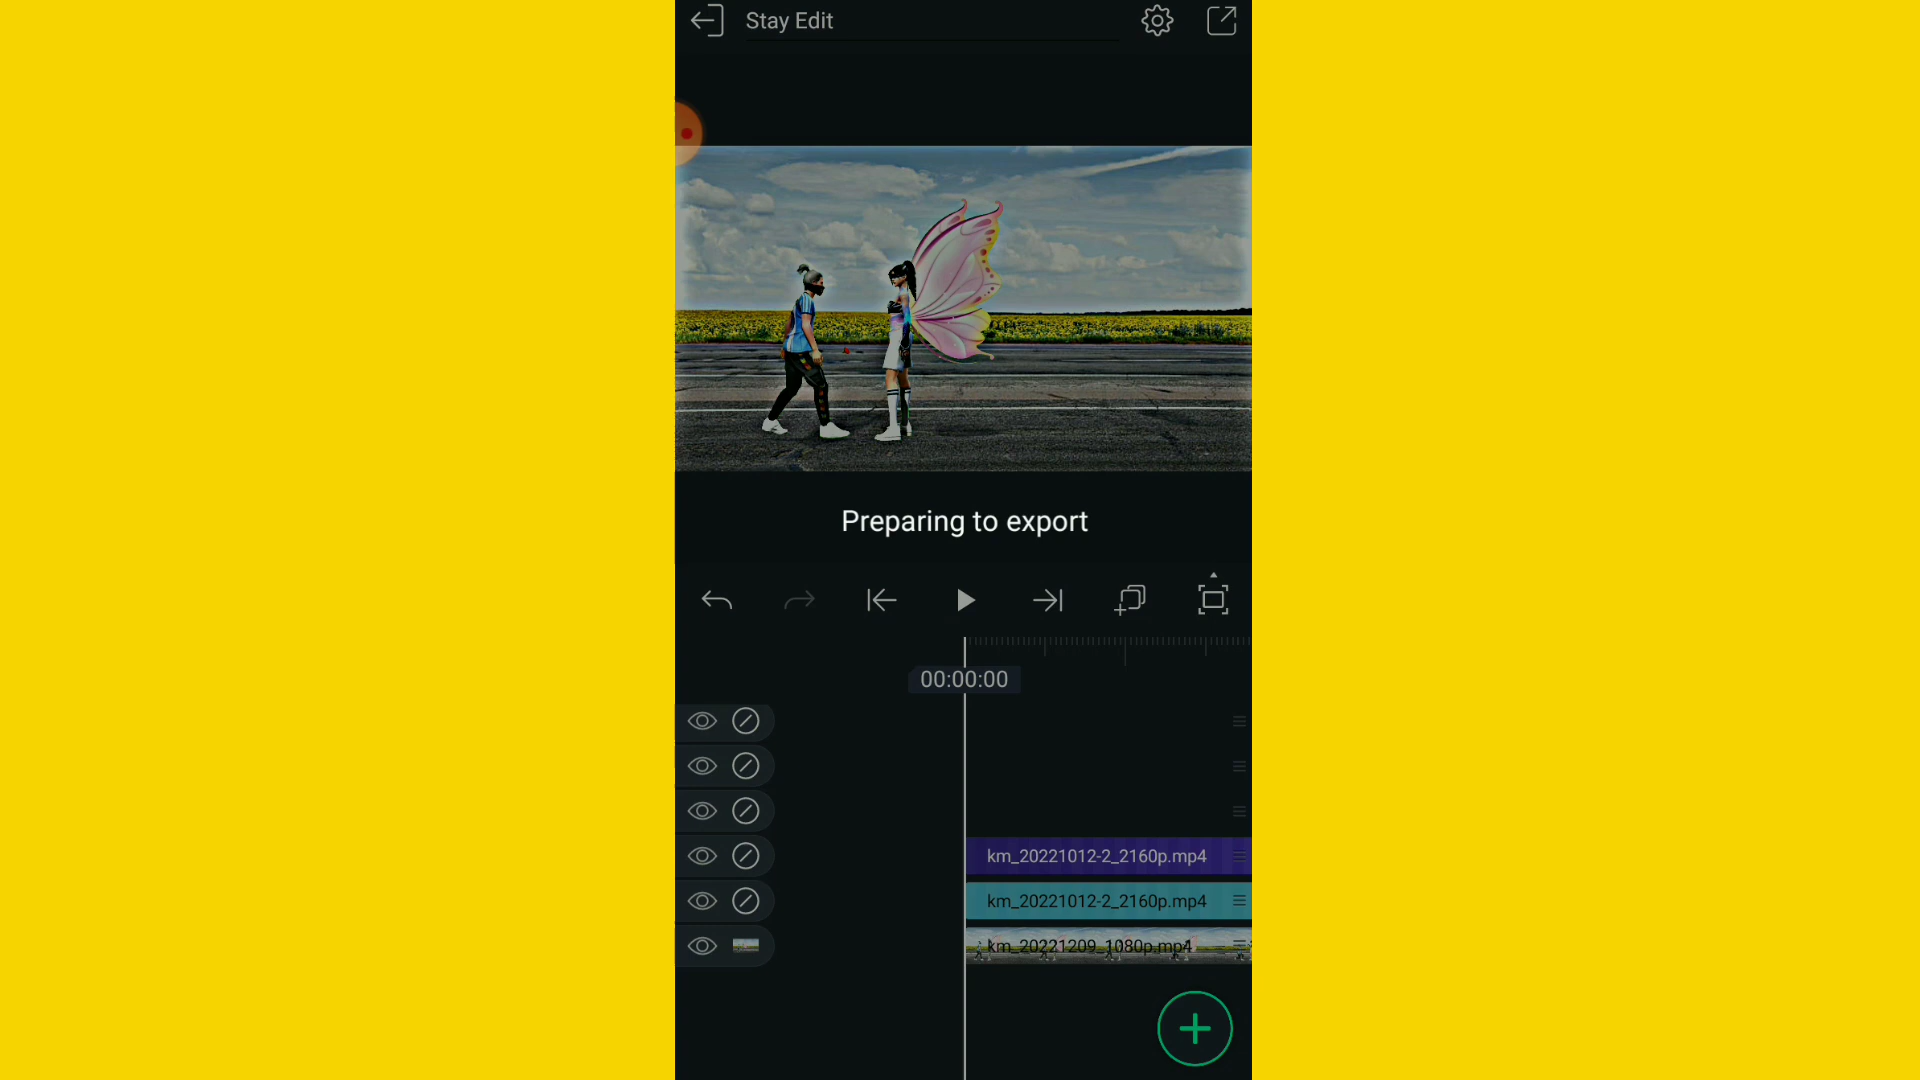 Stay Edit
Preparing to export
00:00:00
km_20221012-2_2160p.mp4
km_20221012-2_2160p.mp4
km_20221209_1080p.mp4